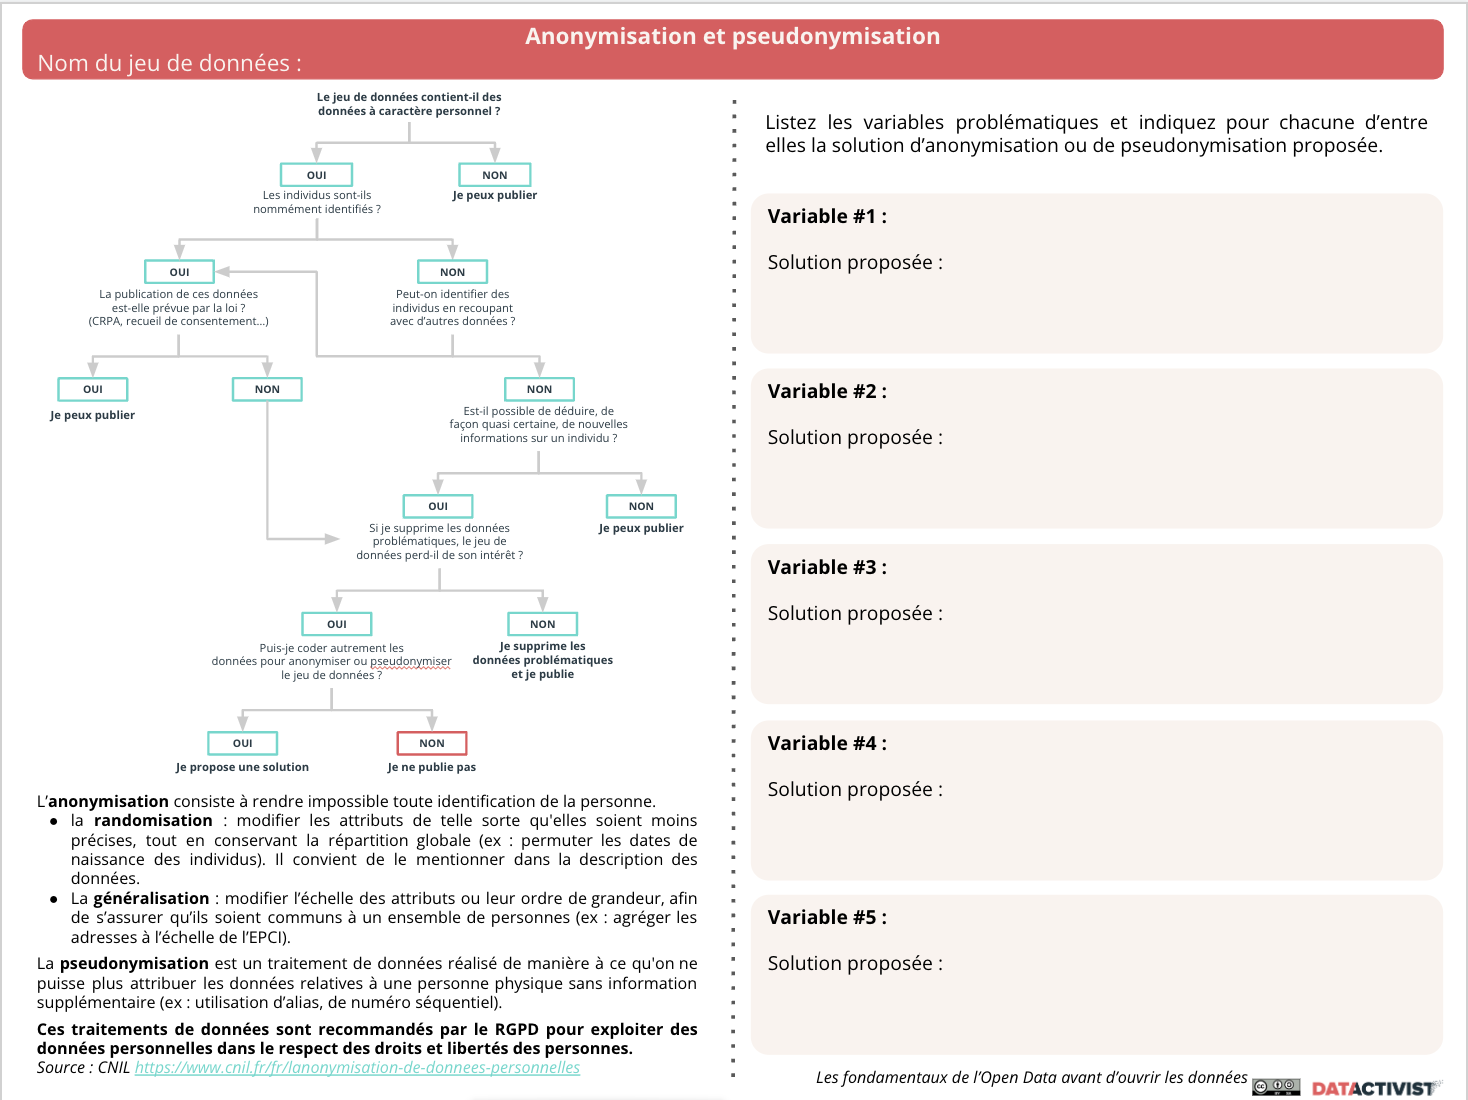 Anonymisation et pseudonymisation
Nom du jeu de données :
Le jeu de données contient-il des
données à caractère personnel ?
OUI
NON
Les individus sont-ils
nommément identifiés ?
Je peux publier
OUI
NON
La publication de ces données
est-elle prévue par la loi ?
(CRPA, recueil de consentement...)
Peut-on identifier des
individus en recoupant
avec d'autres données ?
OUI
NON
NON
Je peux publier
Est-il possible de déduire, de
façon quasi certaine, de nouvelles
informations sur un individu ?
OUI
NON
Si je supprime les données
problématiques, le jeu de
données perd-il de son intérêt ?
Je peux publier
OUI
NON
Puis-je coder autrement les
données pour anonymiser ou pseudonymiser
le jeu de données ?
Je supprime les
données problématiques
et je publie
OUI
NON
Je propose une solution
Je ne publie pas
L'anonymisation consiste à rendre impossible toute identification de la personne.
● la randomisation : modifier les attributs de telle sorte qu'elles soient moins
précises, tout en conservant la répartition globale (ex : permuter les dates de
naissance des individus). Il convient de le mentionner dans la description des
données.
● La généralisation : modifier l'échelle des attributs ou leur ordre de grandeur, afin
de s'assurer qu'ils soient communs à un ensemble de personnes (ex : agréger les
adresses à l'échelle de l'EPCI).
La pseudonymisation est un traitement de données réalisé de manière à ce qu'on ne
puisse plus attribuer les données relatives à une personne physique sans information
supplémentaire (ex : utilisation d'alias, de numéro séquentiel).
Ces traitements de données sont recommandés par le RGPD pour exploiter des
données personnelles dans le respect des droits et libertés des personnes.
Source : CNIL https://www.cnil.fr/fr/lanonymisation-de-donnees-personnelles
Listez les variables problématiques et indiquez pour chacune d'entre
elles la solution d'anonymisation ou de pseudonymisation proposée.
Variable #1 :
Solution proposée :
Variable #2 :
Solution proposée :
Variable #3 :
Solution proposée :
Variable #4 :
Solution proposée :
Variable #5 :
Solution proposée :
Les fondamentaux de l'Open Data avant d'ouvrir les données
DATACTIVIST